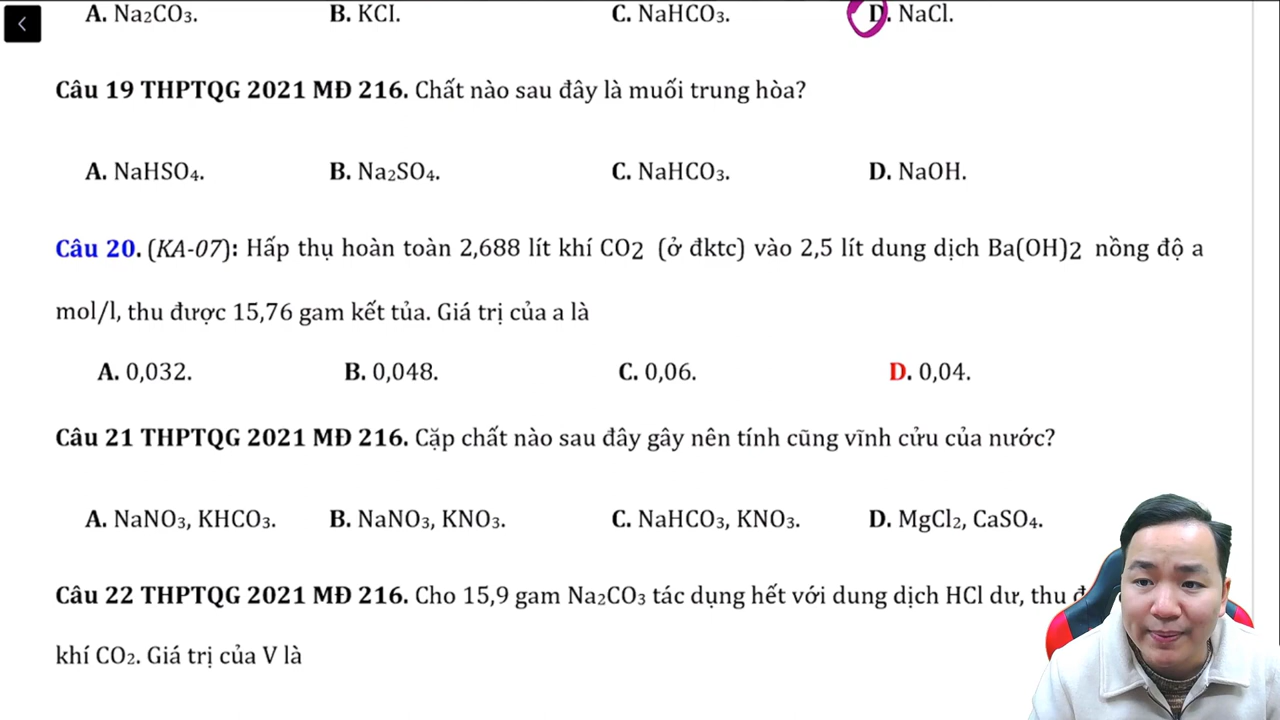 A. Na₂CO₃. B. KCI. C. NaHCO₃. D. NaCl.
Câu 19 THPTQG 2021 MĐ 216. Chất nào sau đây là muối trung hòa?
A. NaHSO₄. B. Na₂SO₄. C. NaHCO₃. D. NaOH.
Câu 20. (KA-07): Hấp thụ hoàn toàn 2,688 lít khí CO2 (ở đktc) vào 2,5 lít dung dịch Ba(OH)2 nồng độ a
mol/l, thu được 15,76 gam kết tủa. Giá trị của a là
A. 0,032. B. 0,048. C. 0,06. D. 0,04.
Câu 21 THPTQG 2021 MĐ 216. Cặp chất nào sau đây gây nên tính cũng vĩnh cửu của nước?
A. NaNO₃, KHCO₃. B. NaNO₃, KNO₃. C. NaHCO₃, KNO₃. D. MgCl₂, CaSO₄.
Câu 22 THPTQG 2021 MĐ 216. Cho 15,9 gam Na₂CO₃ tác dụng hết với dung dịch HCl dư, thu
khí CO₂. Giá trị của V là